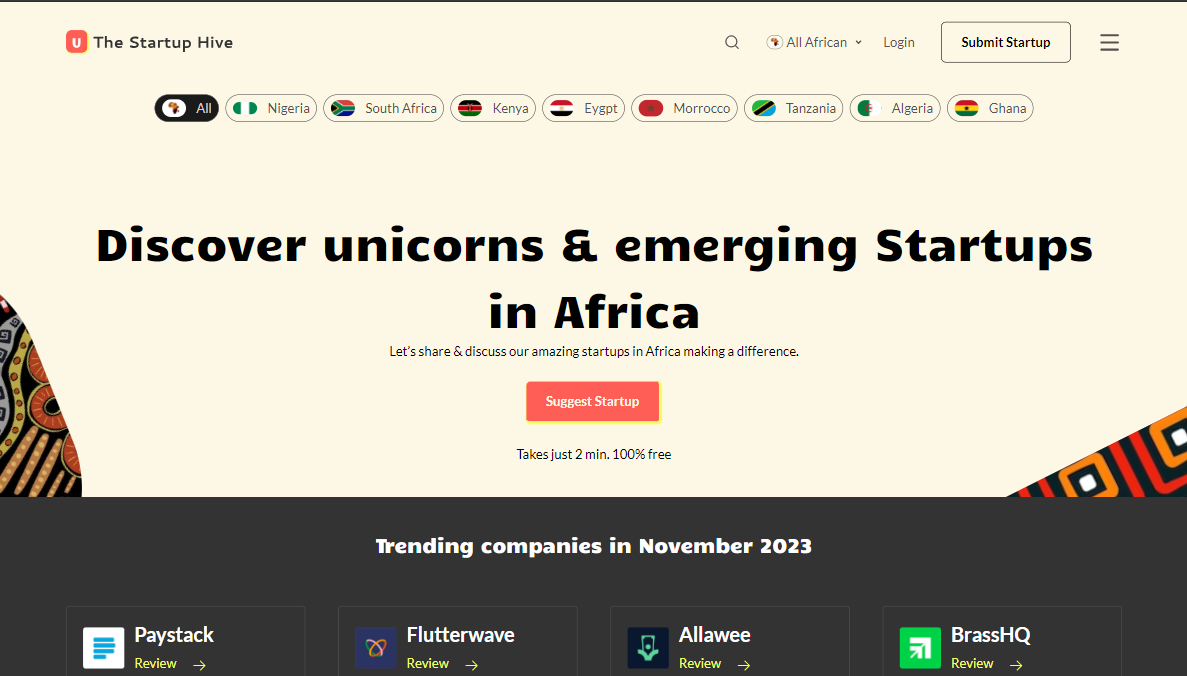 U The Startup Hive
All African
Login
Submit Startup
All
Nigeria
South Africa
Kenya
Eygpt
Morrocco
Tanzania
Algeria
Ghana
Discover unicorns & emerging Startups
in Africa
Let's share & discuss our amazing startups in Africa making a difference.
Suggest Startup
Takes just 2 min. 100% free
Trending companies in November 2023
Paystack
Review
Flutterwave
Review
Allawee
Review
BrassHQ
Review